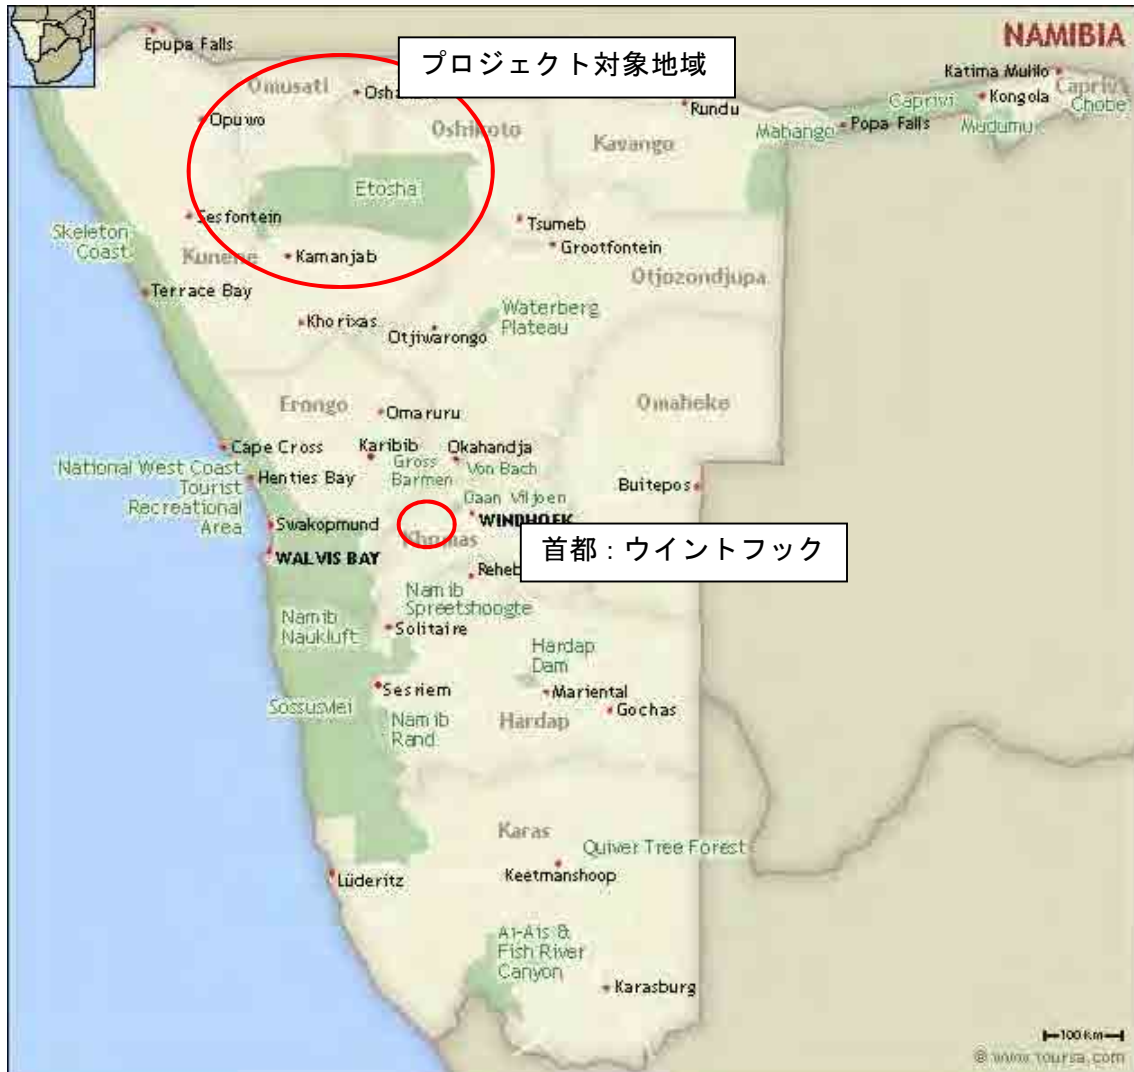 NAMIBIA
Epupa Falls
プロジェクト対象地域
Katima Mulilo
Omusati
Caprivi
Kongola
Chobe
Opuwo
Oshikoto
Rundu
Mahango
Popa Falls
Mudumu
Kavango
Etosha
Sesfontein
Skeleton
Coast
Tsumeb
Grootfontein
Kunene
Kamanjab
Otjozondjupa
Terrace Bay
Waterberg
Plateau
Khorixas
Otjiwarongo
Erongo
Omaruru
Omaheke
Cape Cross
Karibib
Okahandja
Gross
Barmen
Von Bach
National West Coast
Tourist
Recreational
Area
Henties Bay
Daan Viljoen
Buitepos
Swakopmund
WINDHOEK
Khomas
首都：ウイントフック
WALVIS BAY
Reheb
Namib
Spreetshoogte
Namib
Naukluft
Solitaire
Hardap
Dam
Sesriem
Mariental
Sossusvlei
Namib
Rand
Hardap
Gochas
Karas
Quiver Tree Forest
Lüderitz
Keetmanshoop
Ai-Ais &
Fish River
Canyon
Karasburg
100 Km
© www.toursa.com